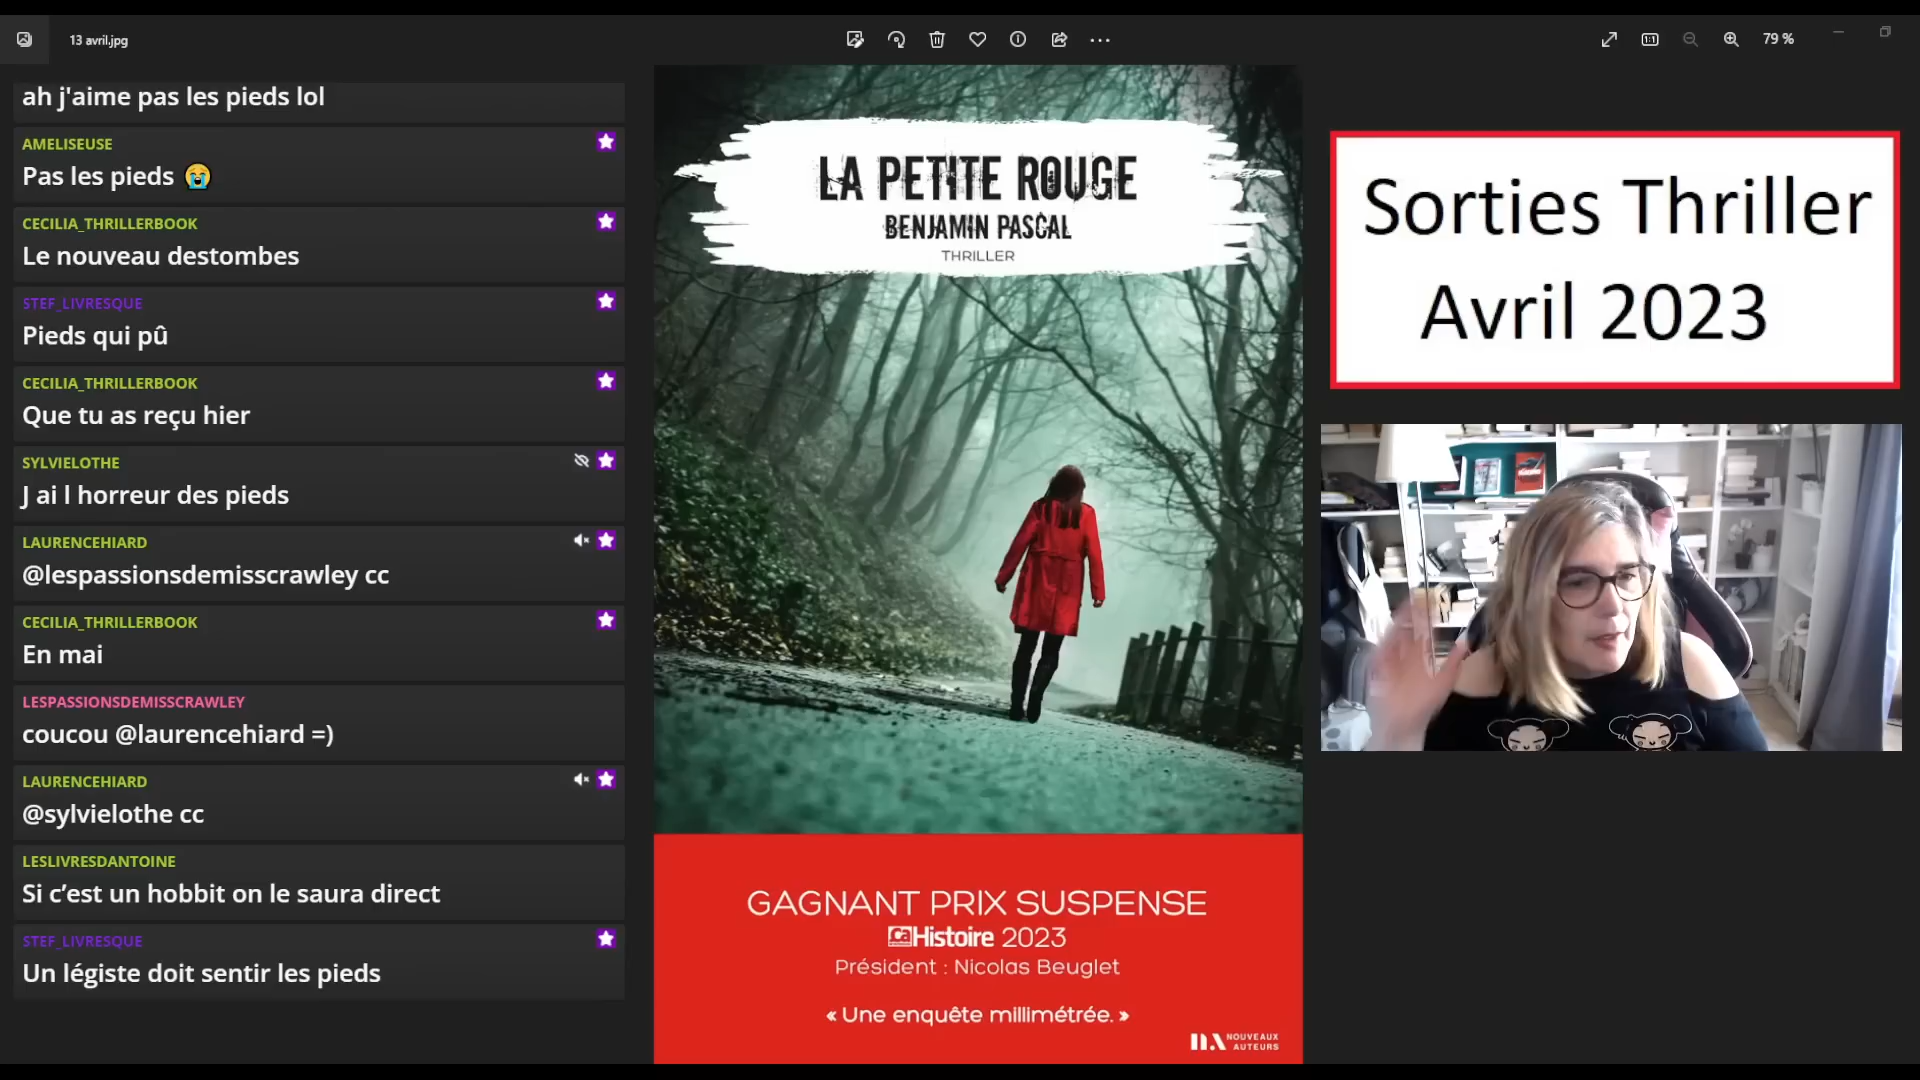 13 avril.jpg
79 %
ah j'aime pas les pieds lol
AMELISEUSE
Pas les pieds 😭
CECILIA_THRILLERBOOK
Le nouveau destombes
STEF_LIVRESQUE
Pieds qui pû
CECILIA_THRILLERBOOK
Que tu as reçu hier
SYLVIELOTHE
J ai l horreur des pieds
LAURENCEHIARD
@lespassionsdemisscrawley cc
CECILIA_THRILLERBOOK
En mai
LESPASSIONSDEMISSCRAWLEY
coucou @laurencehiard =)
LAURENCEHIARD
@sylvielothe cc
LESLIVRESDANTOINE
Si c’est un hobbit on le saura direct
STEF_LIVRESQUE
Un légiste doit sentir les pieds
LA PETITE ROUGE
BENJAMIN PASCAL
THRILLER
GAGNANT PRIX SUSPENSE
Ça Histoire 2023
Président : Nicolas Beuglet
« Une enquête millimétrée. »
NA NOUVEAUX
AUTEURS
Sorties Thriller
Avril 2023